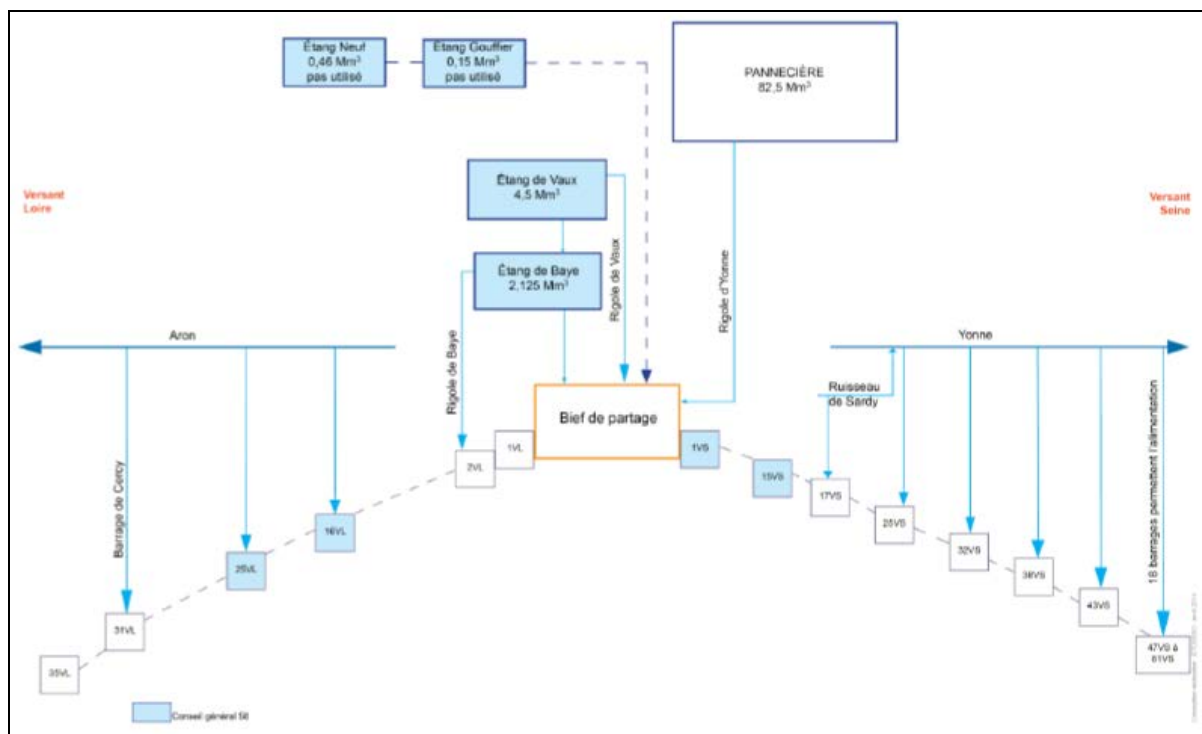 Étang Neuf
0,46 Mm³
pas utilisé
Étang Gouffier
0,15 Mm³
pas utilisé
PANNECIÈRE
82,5 Mm³
Versant
Loire
Étang de Vaux
4,5 Mm³
Versant
Seine
Étang de Baye
2,125 Mm³
Rigole de Vaux
Rigole d'Yonne
Rigole de Baye
Aron
Yonne
Ruisseau
de Sardy
Bief de partage
1VL
2VL
1VS
15VS
17VS
16VL
25VS
Barrage de Cercy
25VL
32VS
38VS
18 barrages permettent l'alimentation
43VS
31VL
47VS à
61VS
35VL
Conseil général 58